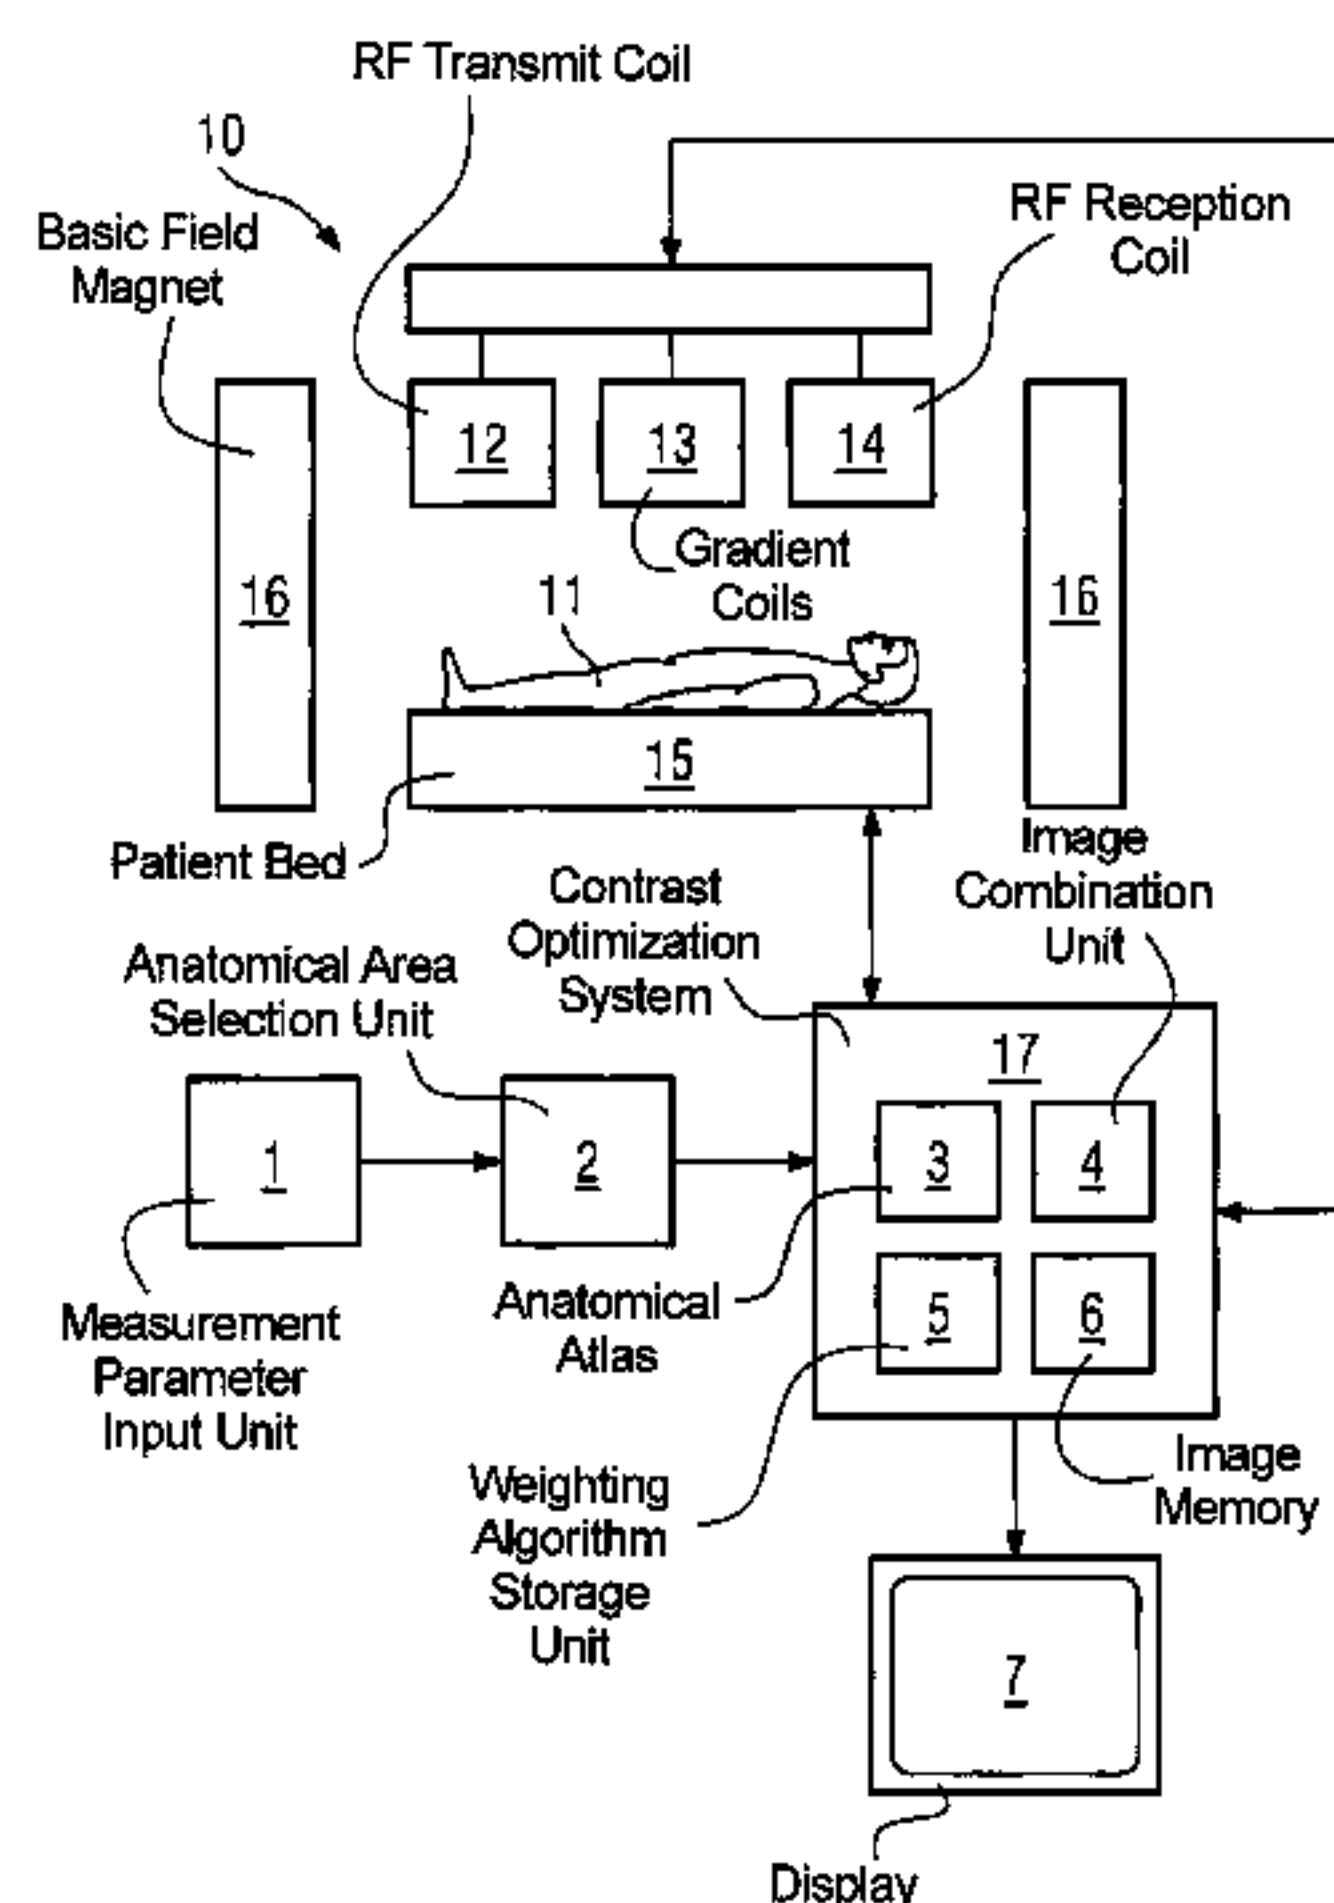 RF Transmit Coil
10
Basic Field
Magnet
RF Reception
Coil
12
13
14
Gradient
Coils
16
11
16
15
Patient Bed
Image
Combination
Unit
Contrast
Optimization
System
Anatomical Area
Selection Unit
17
1
2
3
4
5
6
Anatomical
Atlas
Measurement
Parameter
Input Unit
Image
Memory
Weighting
Algorithm
Storage
Unit
7
Display